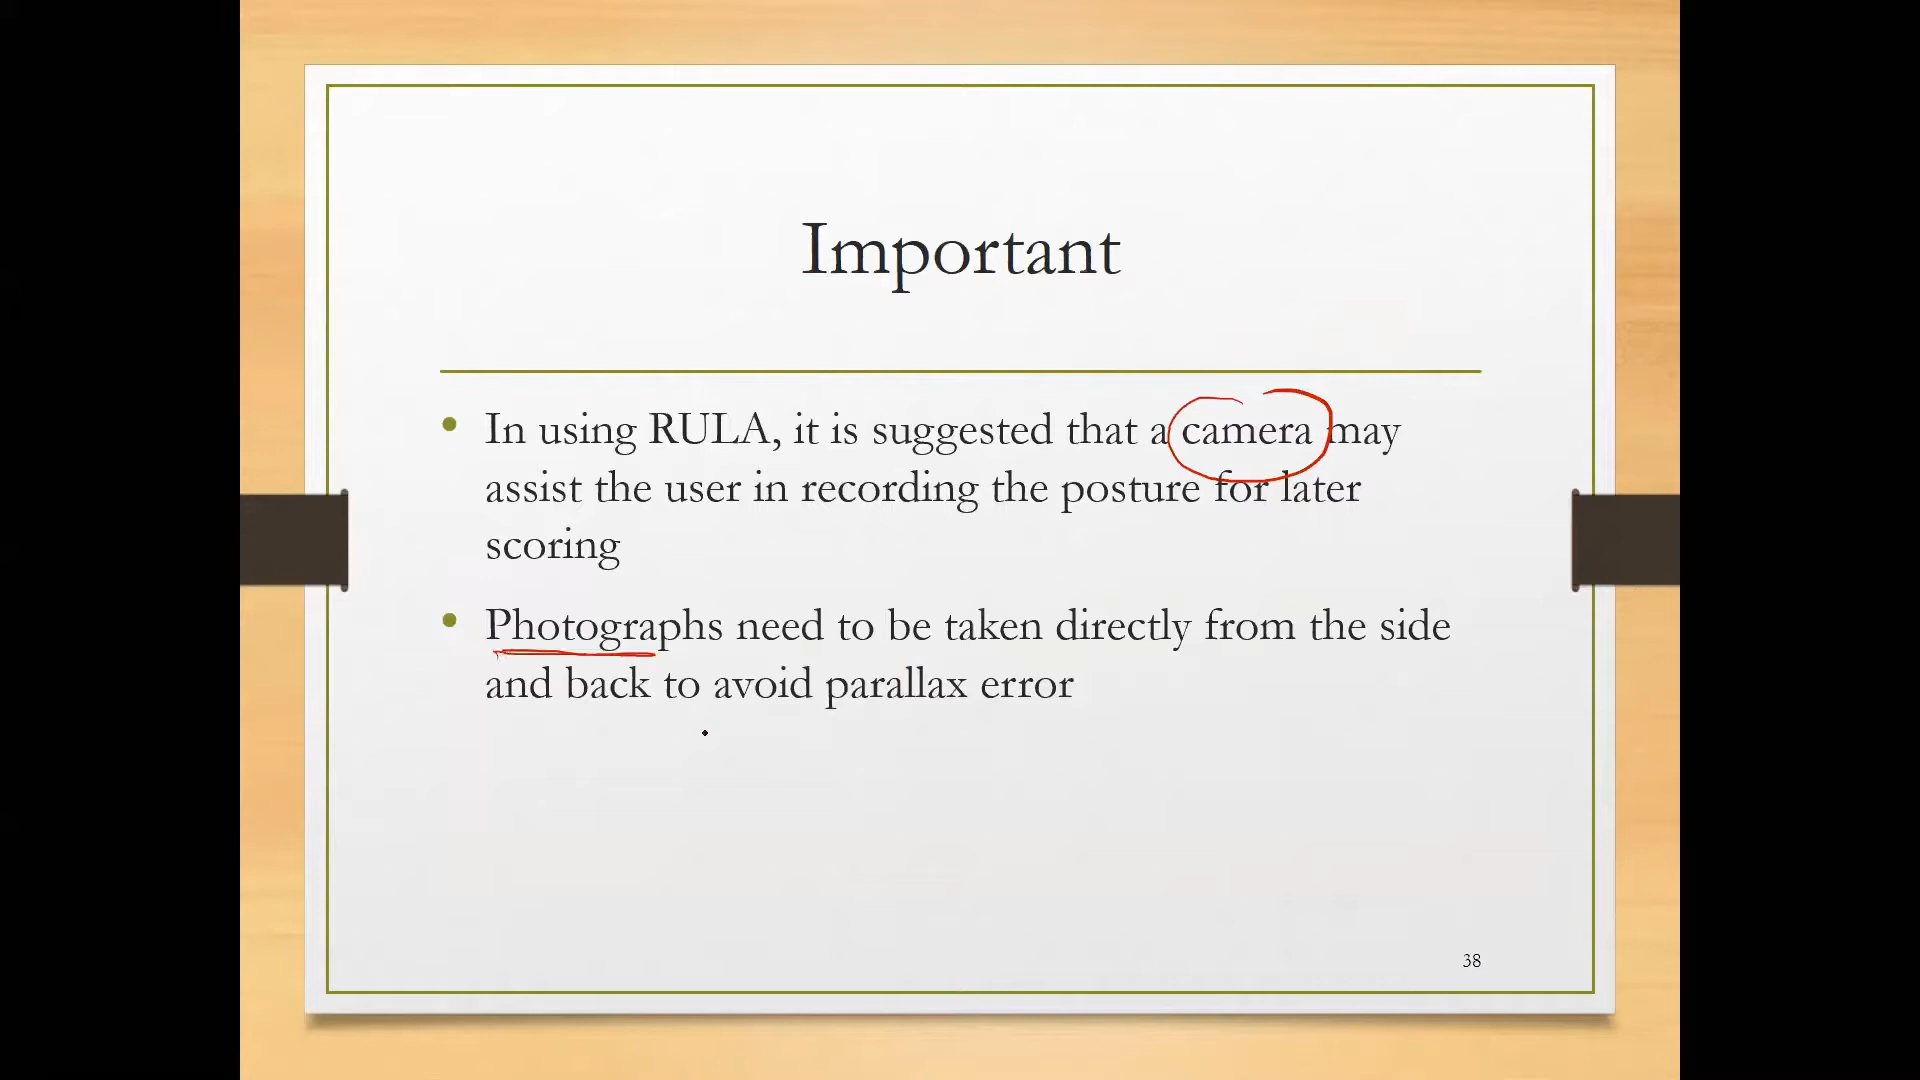 Important
In using RULA, it is suggested that a camera may
assist the user in recording the posture for later
scoring
Photographs need to be taken directly from the side
and back to avoid parallax error
38